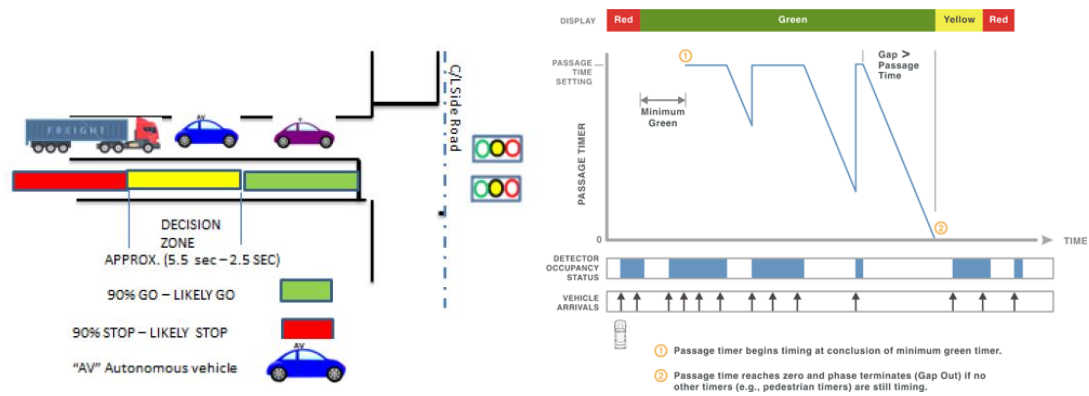 FREIGHT
AV
C/LSide Road
DECISION
ZONE
APPROX. (5.5 sec – 2.5 SEC)
90% GO – LIKELY GO
90% STOP – LIKELY STOP
AV
“AV” Autonomous vehicle
DISPLAY
Red
Green
Yellow
Red
PASSAGE
TIME
SETTING
1
Gap >
Passage
Time
Minimum
Green
PASSAGE TIMER
2
0
TIME
DETECTOR
OCCUPANCY
STATUS
VEHICLE
ARRIVALS
1 Passage timer begins timing at conclusion of minimum green timer.
2 Passage time reaches zero and phase terminates (Gap Out) if no
other timers (e.g., pedestrian timers) are still timing.